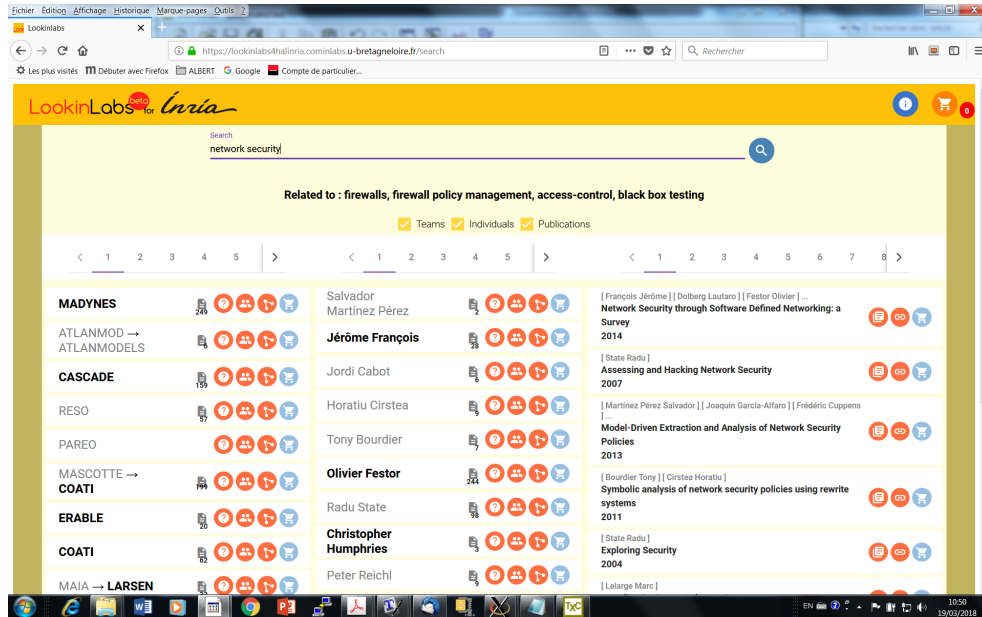 Fichier Édition Affichage Historique Marque-pages Outils ?
Lookinlabs
https://lookinlabs4halinria.cominlabs.u-bretagneloire.fr/search
Rechercher
Les plus visités Débuter avec Firefox ALBERT Google Compte de particulier...
LookinLabs beta for Inria
0
Search
network security
Related to : firewalls, firewall policy management, access-control, black box testing
Teams Individuals Publications
< 1 2 3 4 5 >
< 1 2 3 4 5 >
< 1 2 3 4 5 6 7 8 >
MADYNES
249
ATLANMOD →
ATLANMODELS
6
CASCADE
159
RESO
57
PAREO
MASCOTTE →
COATI
199
ERABLE
20
COATI
62
MAIA → LARSEN
Salvador
Martínez Pérez
2
Jérôme François
28
Jordi Cabot
6
Horatiu Cirstea
9
Tony Bourdier
7
Olivier Festor
244
Radu State
98
Christopher
Humphries
3
Peter Reichl
9
[ François Jérôme ] [ Dolberg Lautaro ] [ Festor Olivier ] ...
Network Security through Software Defined Networking: a
Survey
2014
[ State Radu ]
Assessing and Hacking Network Security
2007
[ Martínez Pérez Salvador ] [ Joaquin Garcia-Alfaro ] [ Frédéric Cuppens
] ...
Model-Driven Extraction and Analysis of Network Security
Policies
2013
[ Bourdier Tony ] [ Cirstea Horatiu ]
Symbolic analysis of network security policies using rewrite
systems
2011
[ State Radu ]
Exploring Security
2004
[ Lelarge Marc ]
EN
10:50
19/03/2018